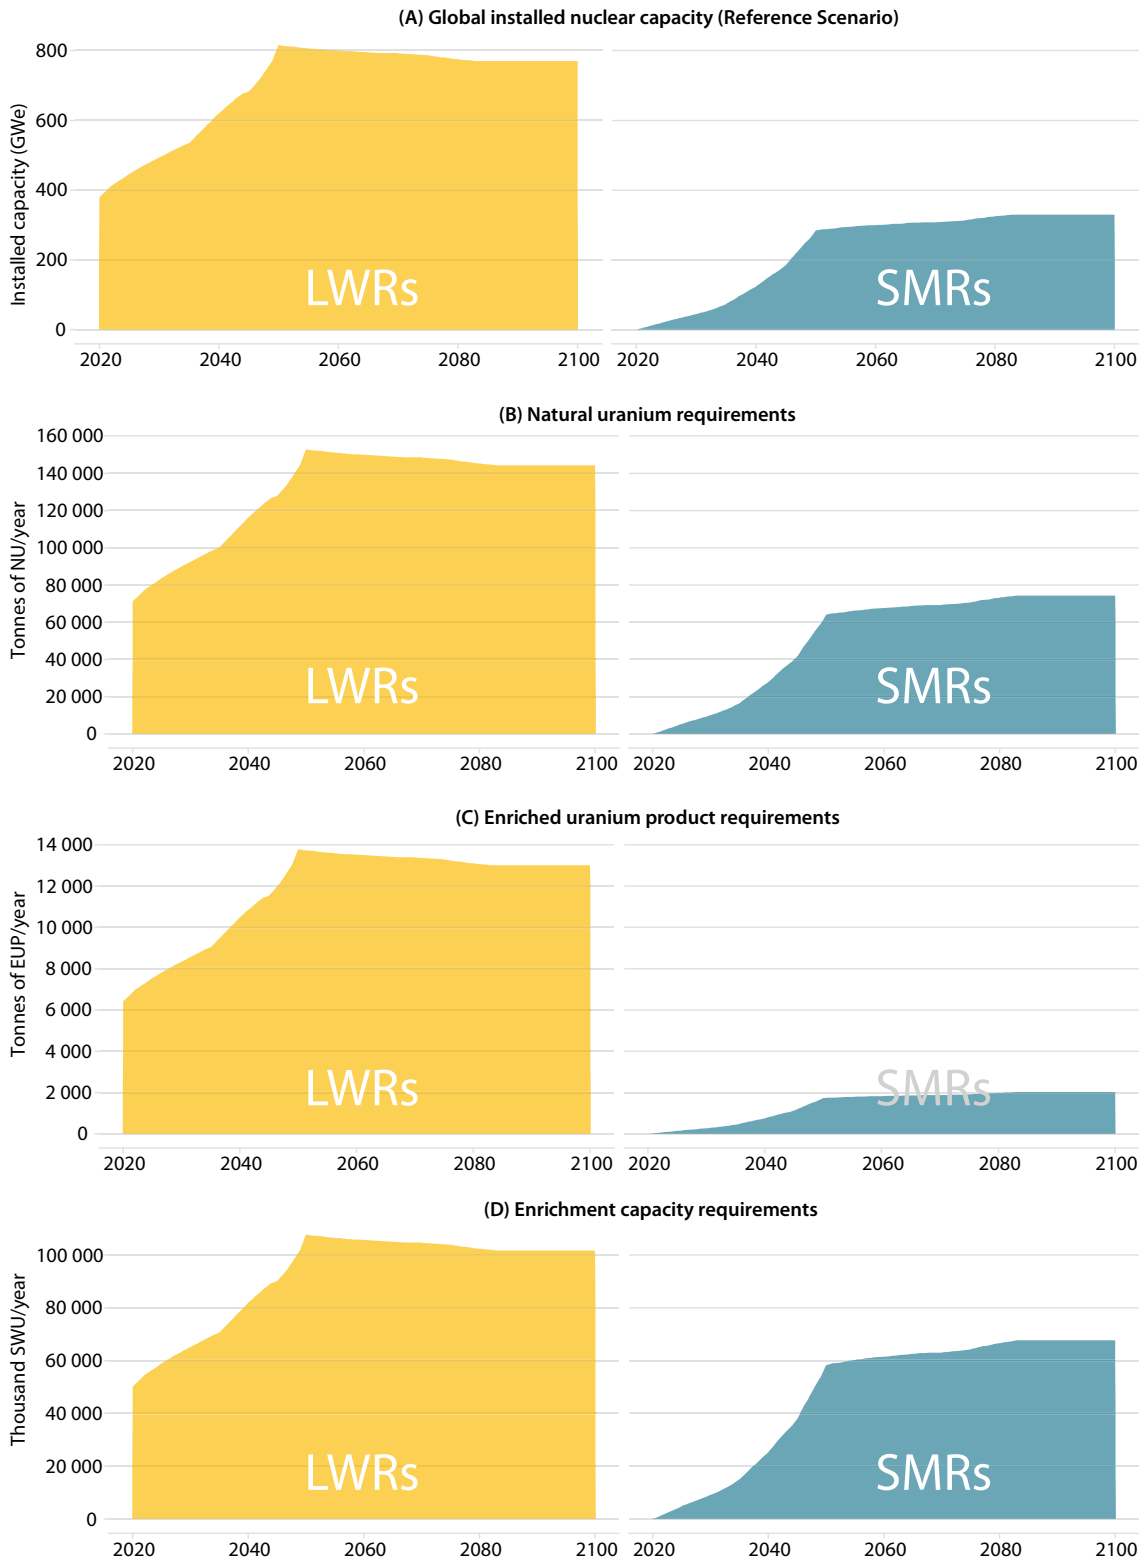 (A) Global installed nuclear capacity (Reference Scenario)
Installed capacity (GWe)
800
600
400
200
0
LWRs
SMRs
2020 2040 2060 2080 2100 2020 2040 2060 2080 2100
(B) Natural uranium requirements
Tonnes of NU/year
160 000
140 000
120 000
100 000
80 000
60 000
40 000
20 000
0
LWRs
SMRs
2020 2040 2060 2080 2100 2020 2040 2060 2080 2100
(C) Enriched uranium product requirements
Tonnes of EUP/year
14 000
12 000
10 000
8 000
6 000
4 000
2 000
0
LWRs
SMRs
2020 2040 2060 2080 2100 2020 2040 2060 2080 2100
(D) Enrichment capacity requirements
Thousand SWU/year
100 000
80 000
60 000
40 000
20 000
0
LWRs
SMRs
2020 2040 2060 2080 2100 2020 2040 2060 2080 2100